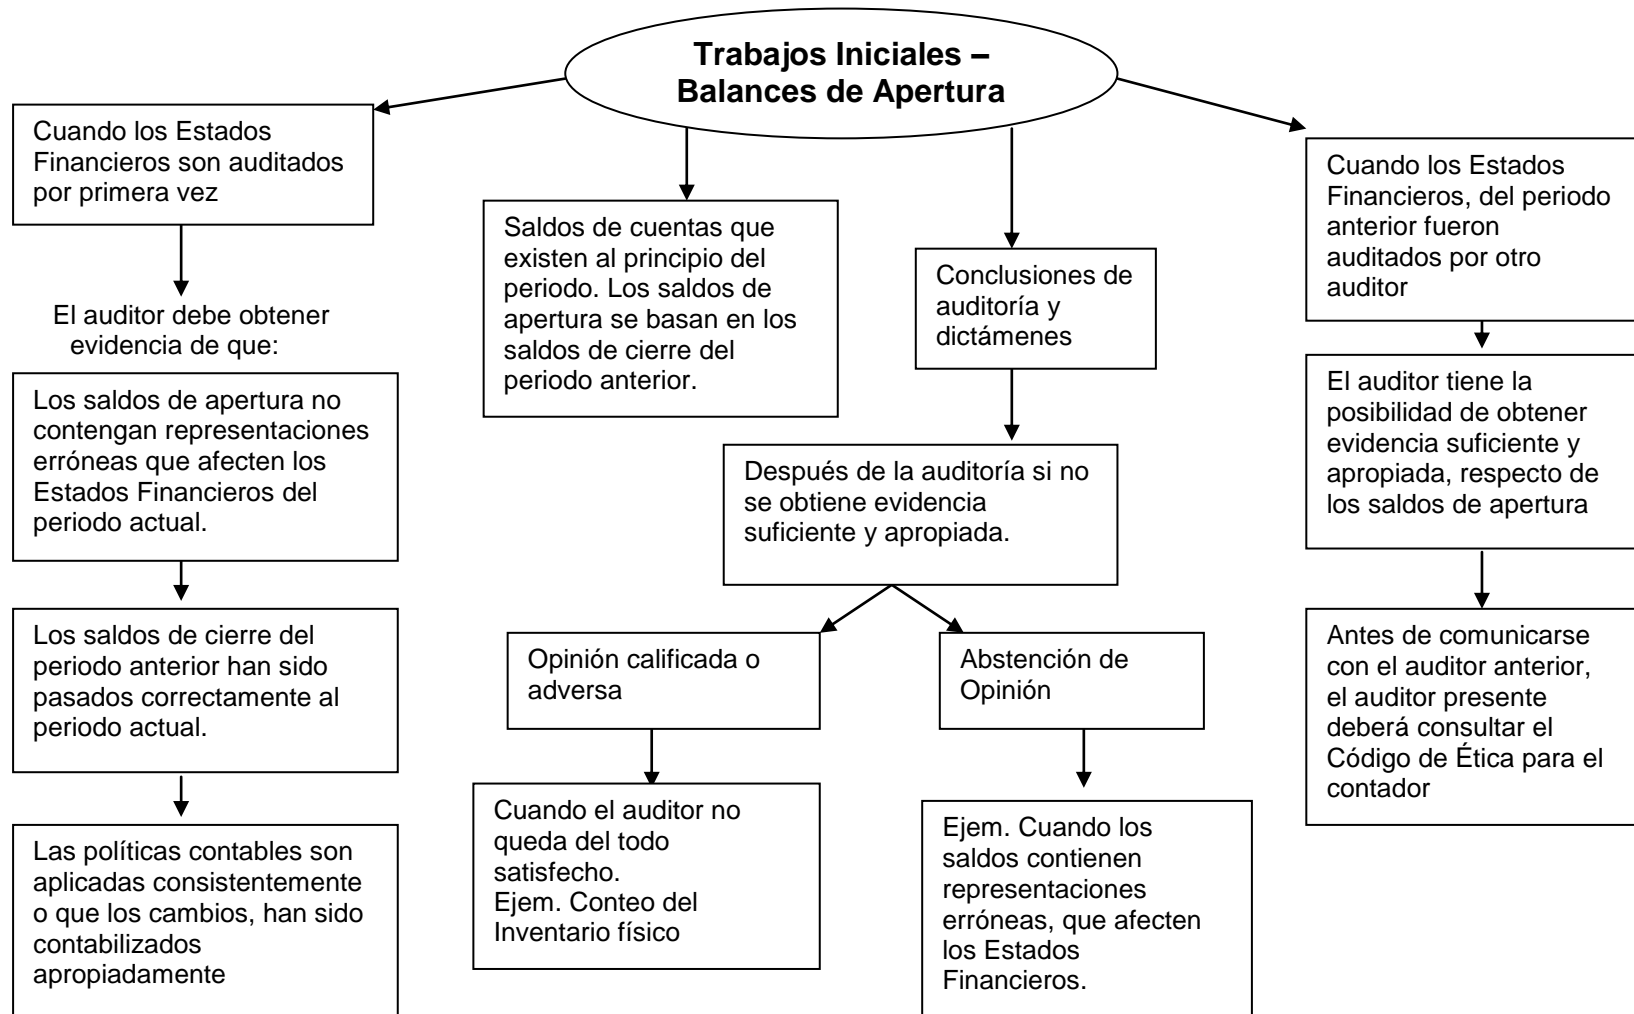 Trabajos Iniciales –
Balances de Apertura
Cuando los Estados
Financieros son auditados
por primera vez
El auditor debe obtener
evidencia de que:
Los saldos de apertura no
contengan representaciones
erróneas que afecten los
Estados Financieros del
periodo actual.
Los saldos de cierre del
periodo anterior han sido
pasados correctamente al
periodo actual.
Las políticas contables son
aplicadas consistentemente
o que los cambios, han sido
contabilizados
apropiadamente
Saldos de cuentas que
existen al principio del
periodo. Los saldos de
apertura se basan en los
saldos de cierre del
periodo anterior.
Conclusiones de
auditoría y
dictámenes
Después de la auditoría si no
se obtiene evidencia
suficiente y apropiada.
Opinión calificada o
adversa
Cuando el auditor no
queda del todo
satisfecho.
Ejem. Conteo del
Inventario físico
Abstención de
Opinión
Ejem. Cuando los
saldos contienen
representaciones
erróneas, que afecten
los Estados
Financieros.
Cuando los Estados
Financieros, del periodo
anterior fueron
auditados por otro
auditor
El auditor tiene la
posibilidad de obtener
evidencia suficiente y
apropiada, respecto de
los saldos de apertura
Antes de comunicarse
con el auditor anterior,
el auditor presente
deberá consultar el
Código de Ética para el
contador